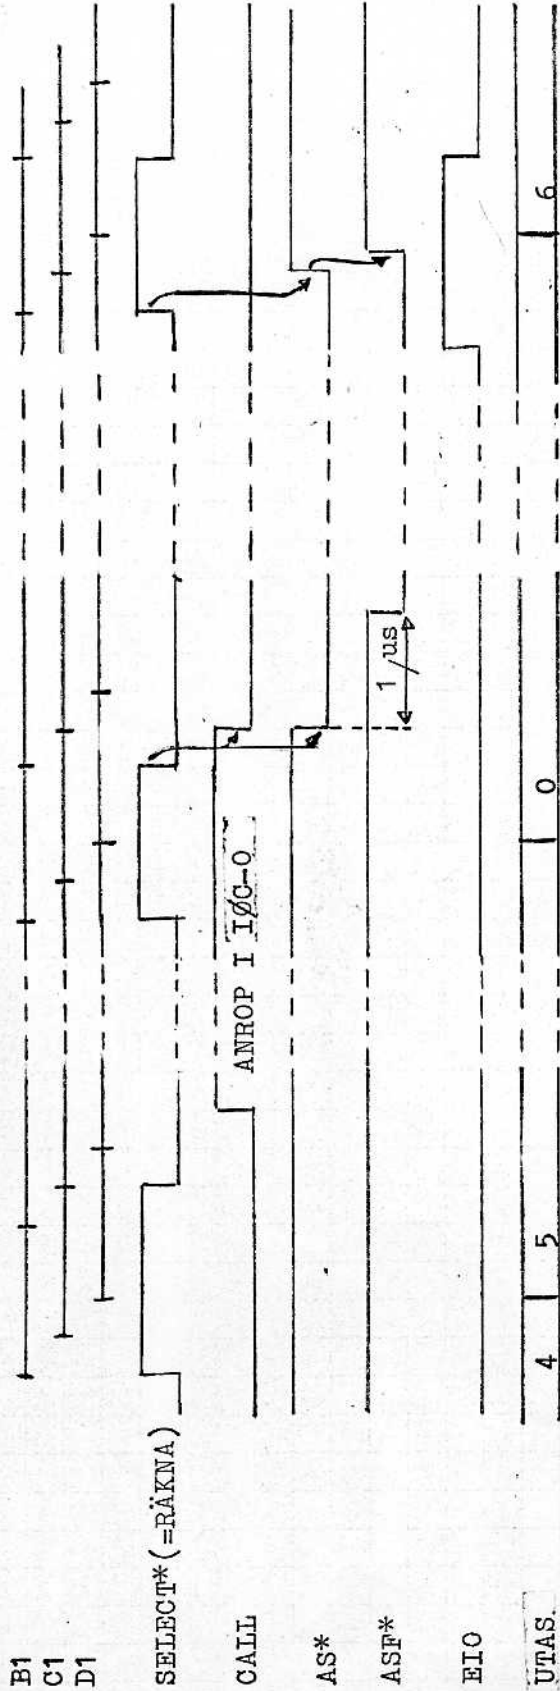 B1
C1
D1
SELECT*(=RÄKNA)
CALL
ANROP I IØC-0
AS*
ASF*
1/us
EIO
UTAS.
4
5
0
6